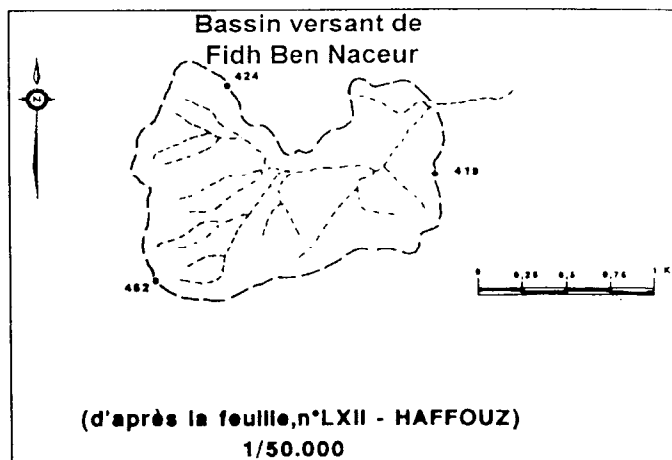 Bassin versant de
Fidh Ben Naceur
424
N
419
462
0 0,25 0,5 0,75 1 K
(d'après la feuille,n°LXII - HAFFOUZ)
1/50.000